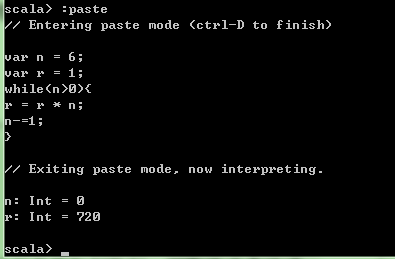 scala> :paste
// Entering paste mode (ctrl-D to finish)
var n = 6;
var r = 1;
while(n>0){
r = r * n;
n-=1;
}
// Exiting paste mode, now interpreting.
n: Int = 0
r: Int = 720
scala> _